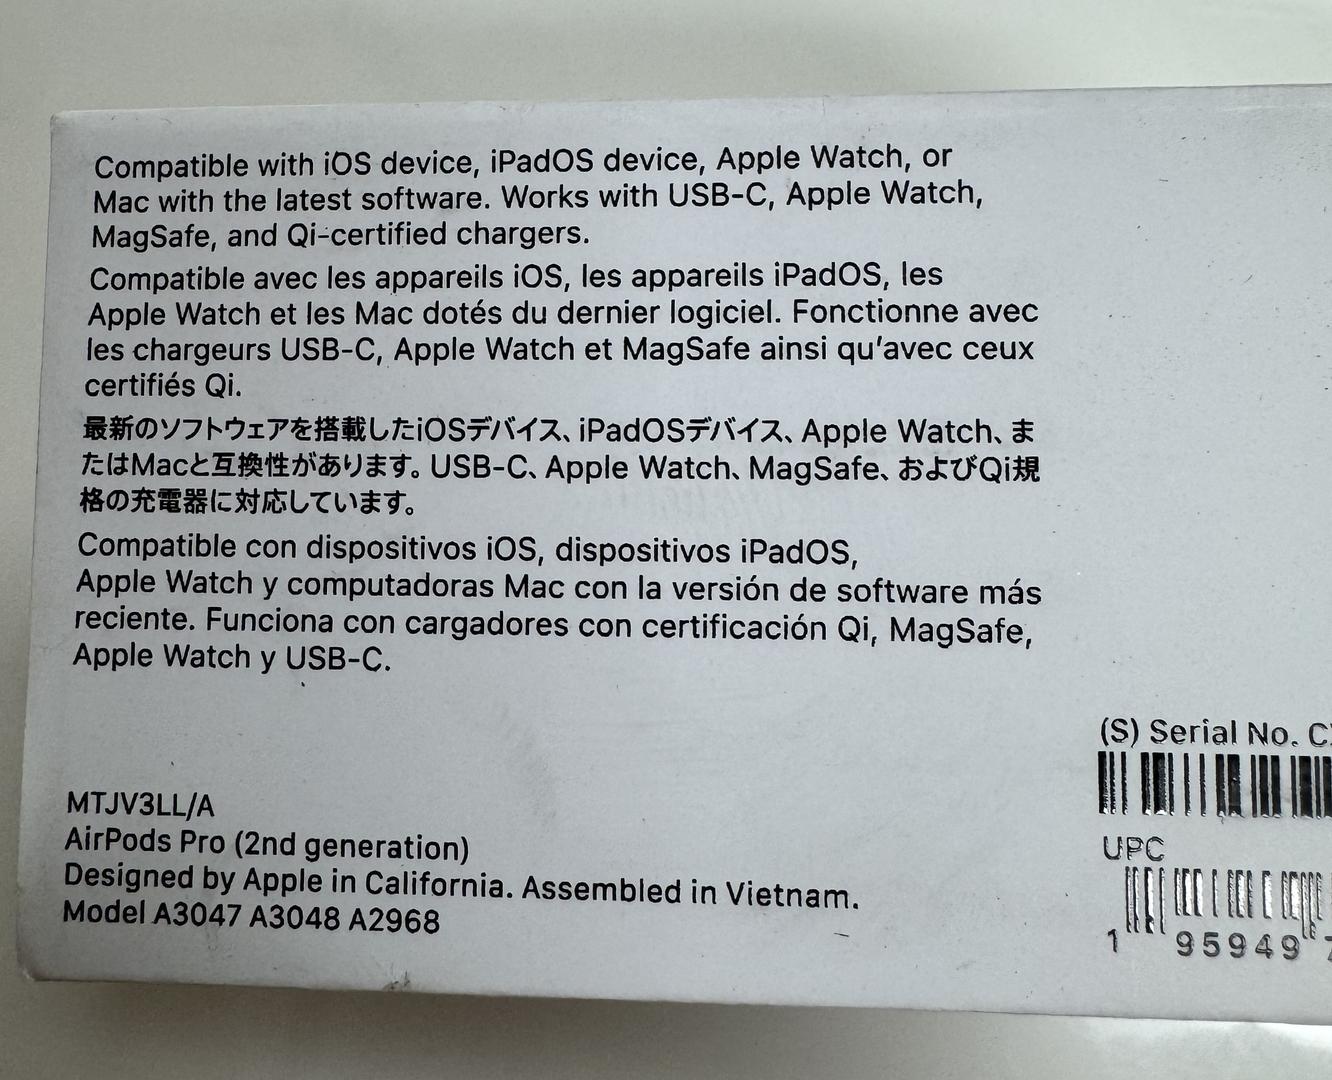 Compatible with iOS device, iPadOS device, Apple Watch, or
Mac with the latest software. Works with USB-C, Apple Watch,
MagSafe, and Qi-certified chargers.
Compatible avec les appareils iOS, les appareils iPadOS, les
Apple Watch et les Mac dotés du dernier logiciel. Fonctionne avec
les chargeurs USB-C, Apple Watch et MagSafe ainsi qu’avec ceux
certifiés Qi.
最新のソフトウェアを搭載したiOSデバイス、iPadOSデバイス、Apple Watch、ま
たはMacと互換性があります。USB-C、Apple Watch、MagSafe、およびQi規
格の充電器に対応しています。
Compatible con dispositivos iOS, dispositivos iPadOS,
Apple Watch y computadoras Mac con la versión de software más
reciente. Funciona con cargadores con certificación Qi, MagSafe,
Apple Watch y USB-C.
(S) Serial No.
MTJV3LL/A
AirPods Pro (2nd generation)
Designed by Apple in California. Assembled in Vietnam.
Model A3047 A3048 A2968
UPC
1 95949